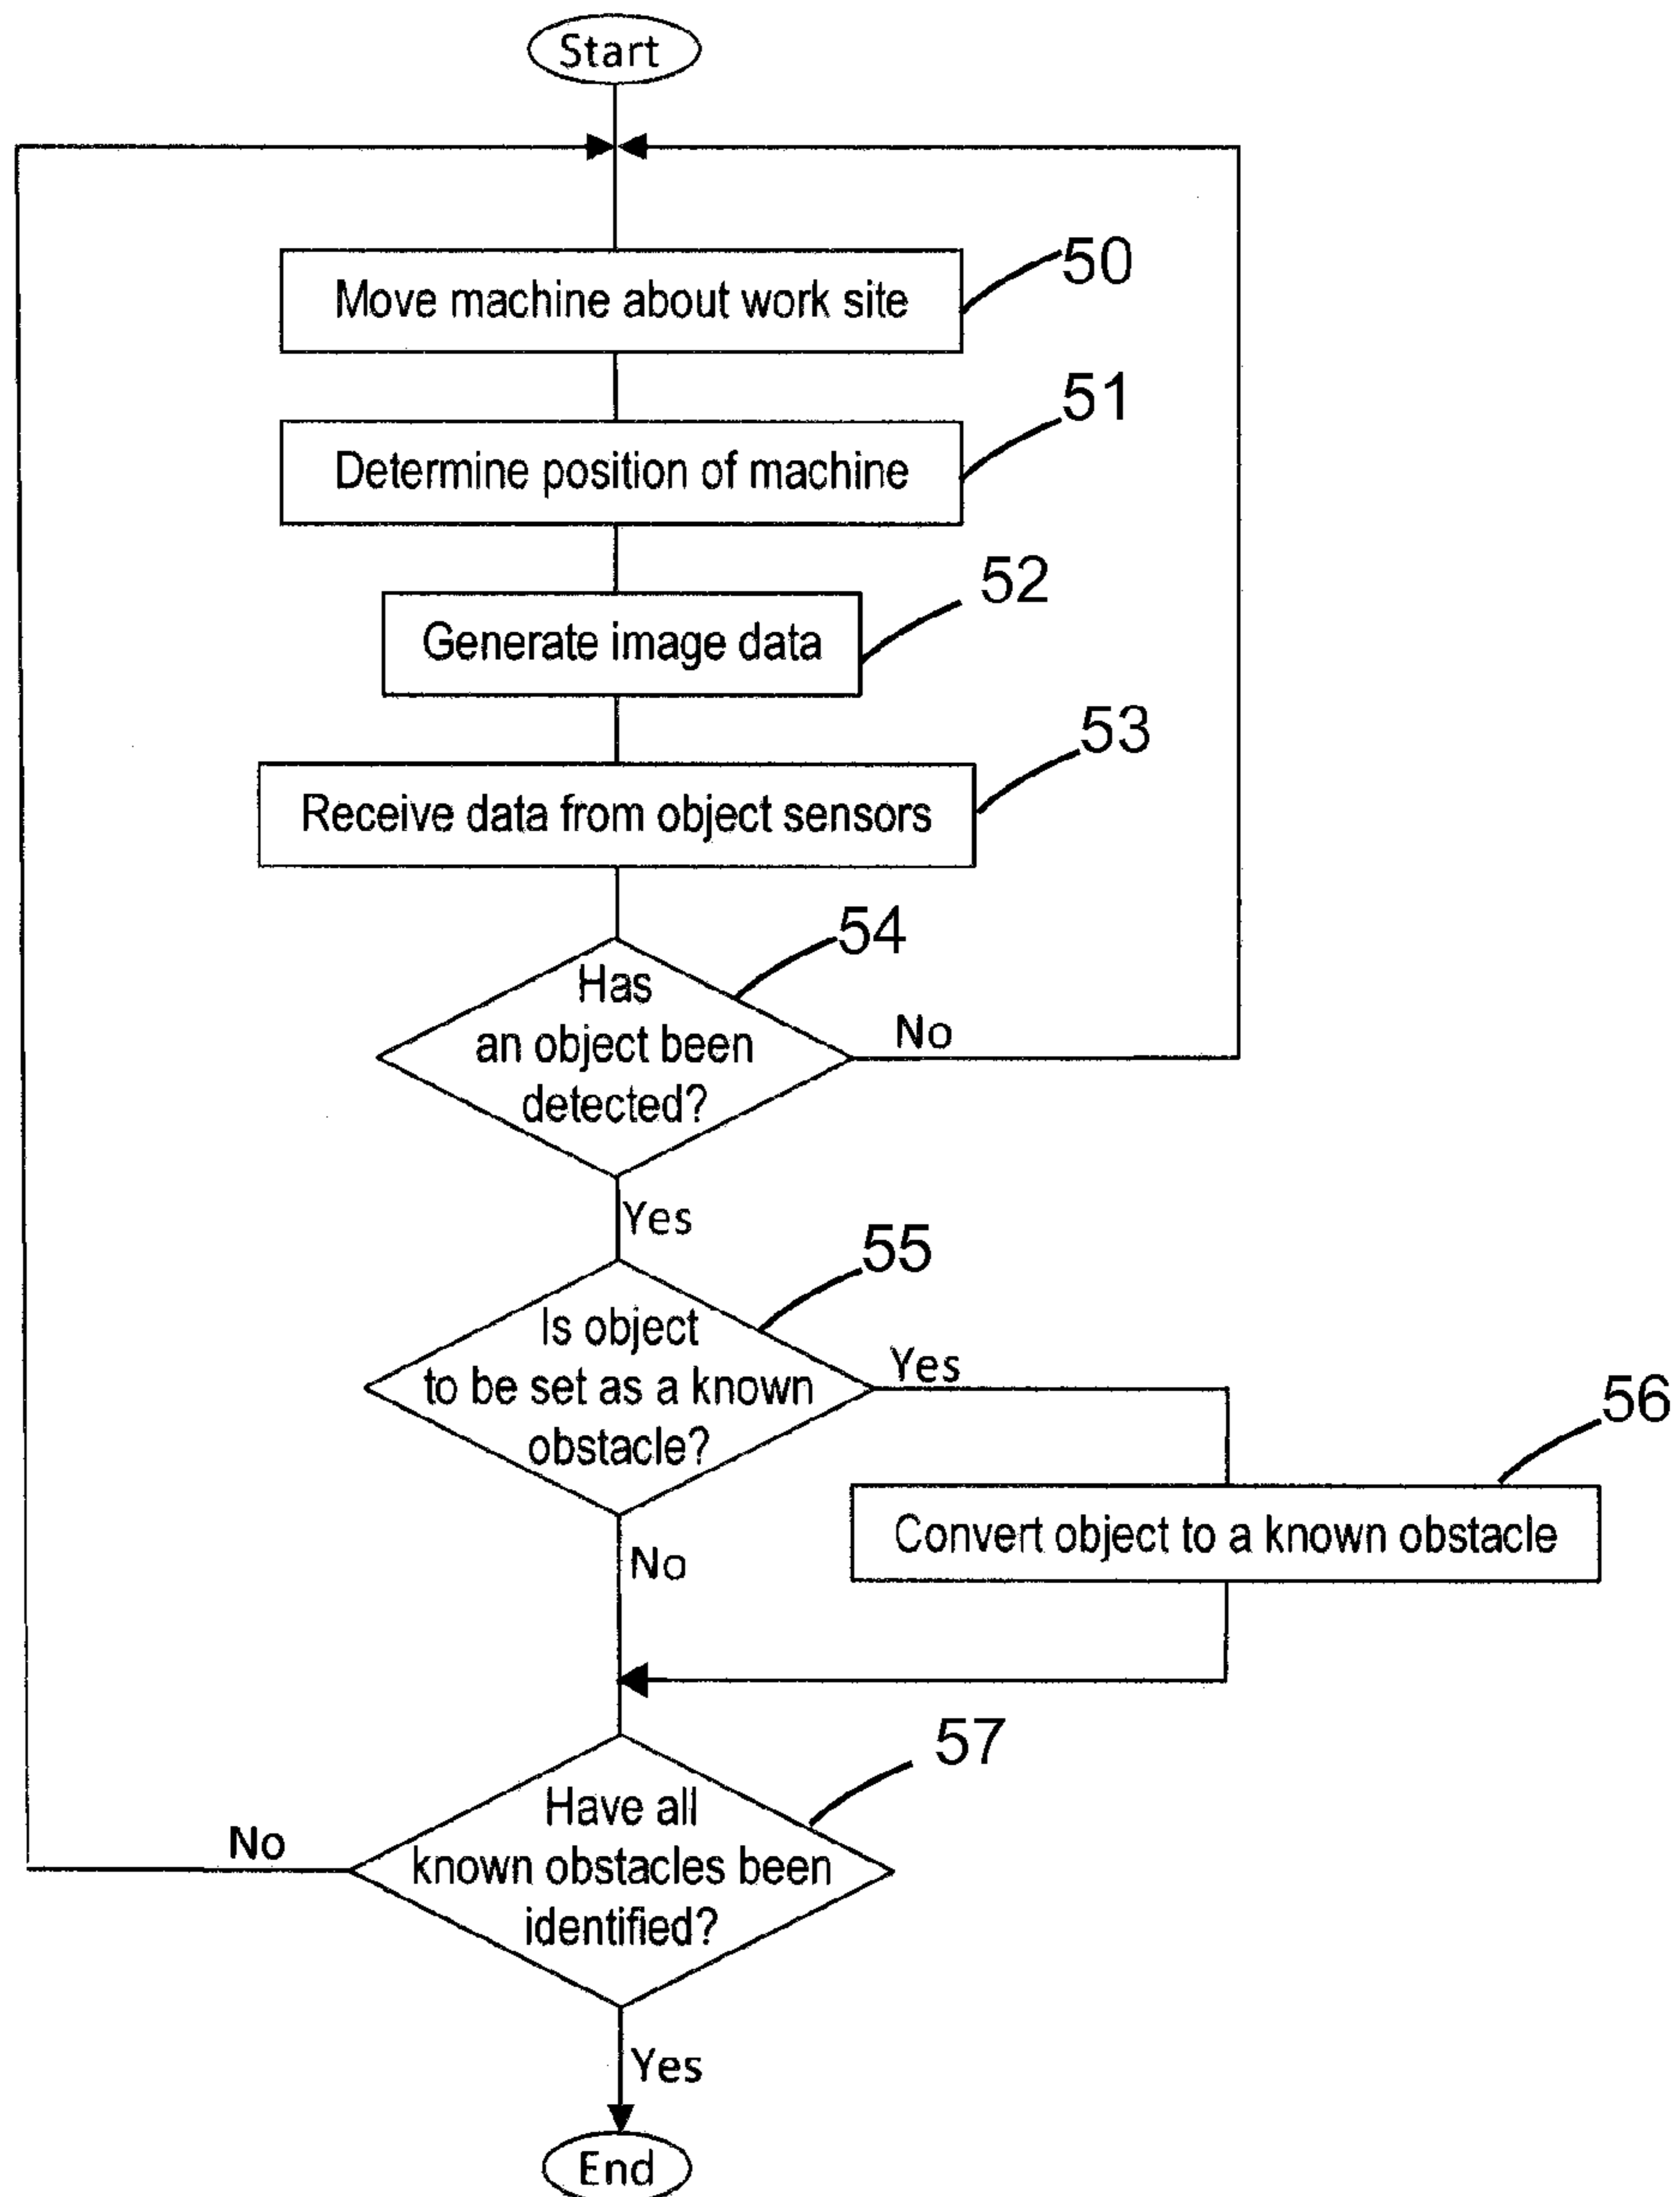 Start
50
Move machine about work site
51
Determine position of machine
52
Generate image data
53
Receive data from object sensors
54
Has
an object been
detected?
No
Yes
55
Is object
to be set as a known
obstacle?
Yes
56
Convert object to a known obstacle
No
57
Have all
known obstacles been
identified?
No
Yes
End